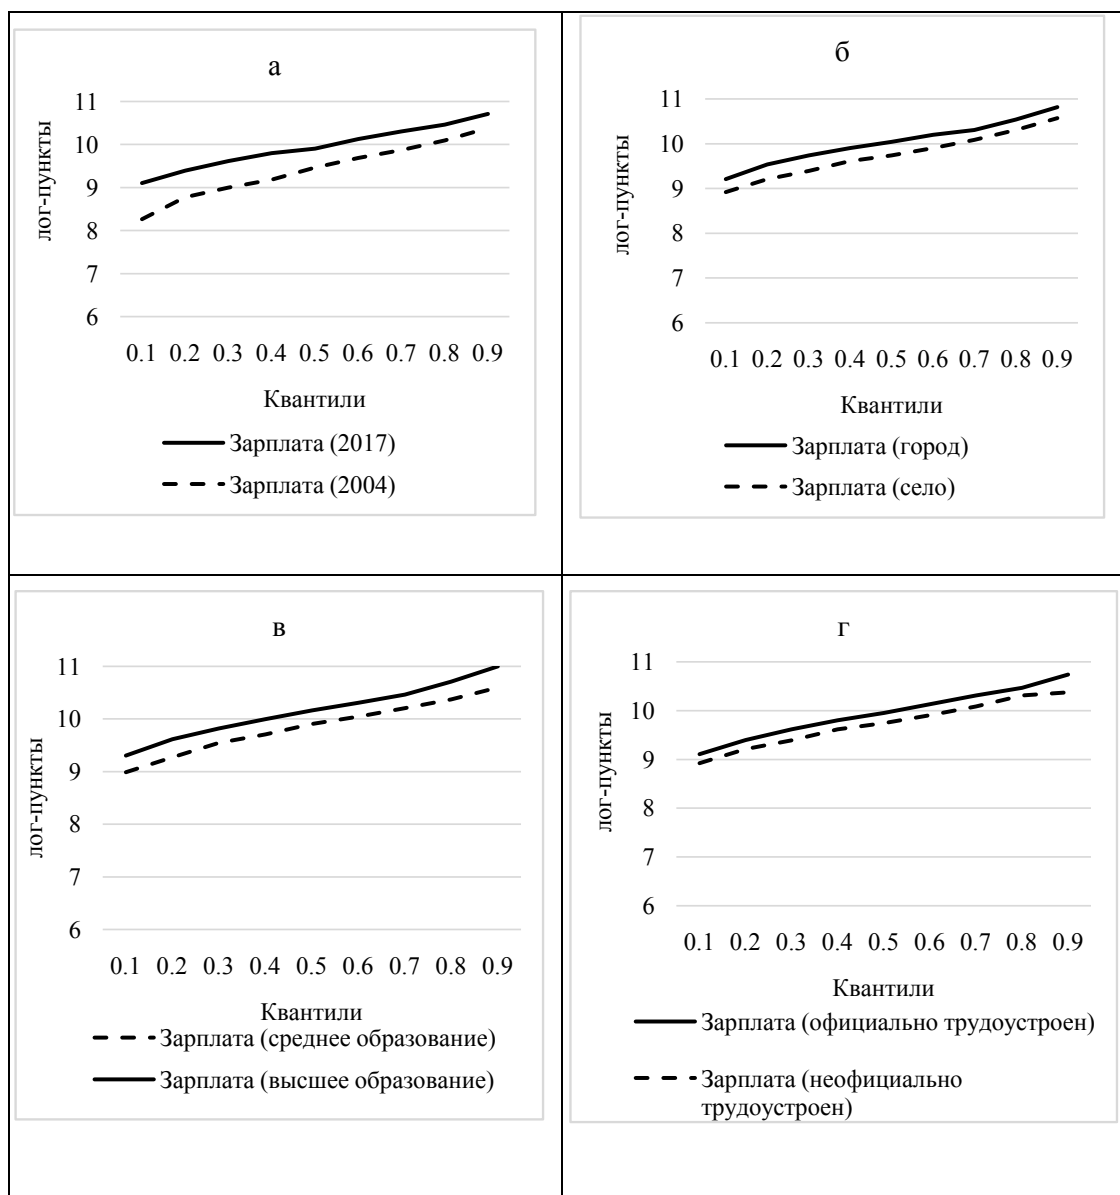 а
11
10
9
8
7
6
лог-пункты
0.1 0.2 0.3 0.4 0.5 0.6 0.7 0.8 0.9
Квантили
Зарплата (2017)
Зарплата (2004)
б
11
10
9
8
7
6
лог-пункты
0.1 0.2 0.3 0.4 0.5 0.6 0.7 0.8 0.9
Квантили
Зарплата (город)
Зарплата (село)
в
11
10
9
8
7
6
лог-пункты
0.1 0.2 0.3 0.4 0.5 0.6 0.7 0.8 0.9
Квантили
Зарплата (среднее образование)
Зарплата (высшее образование)
г
11
10
9
8
7
6
лог-пункты
0.1 0.2 0.3 0.4 0.5 0.6 0.7 0.8 0.9
Квантили
Зарплата (официально трудоустроен)
Зарплата (неофициально
трудоустроен)